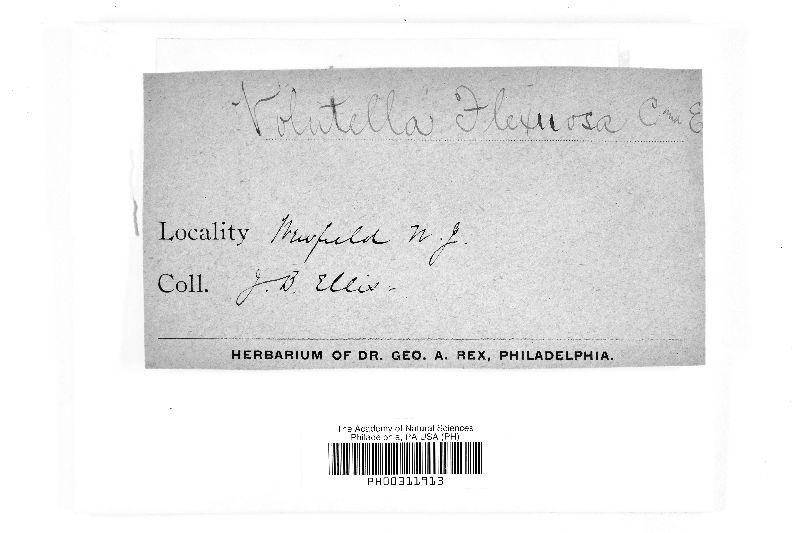 Volutella Flexuosa C and E
Locality Newfield N. J.
Coll. J. B. Ellis-
HERBARIUM OF DR. GEO. A. REX, PHILADELPHIA.
The Academy of Natural Sciences
Philadelphia, PA USA (PH)
PH00311913